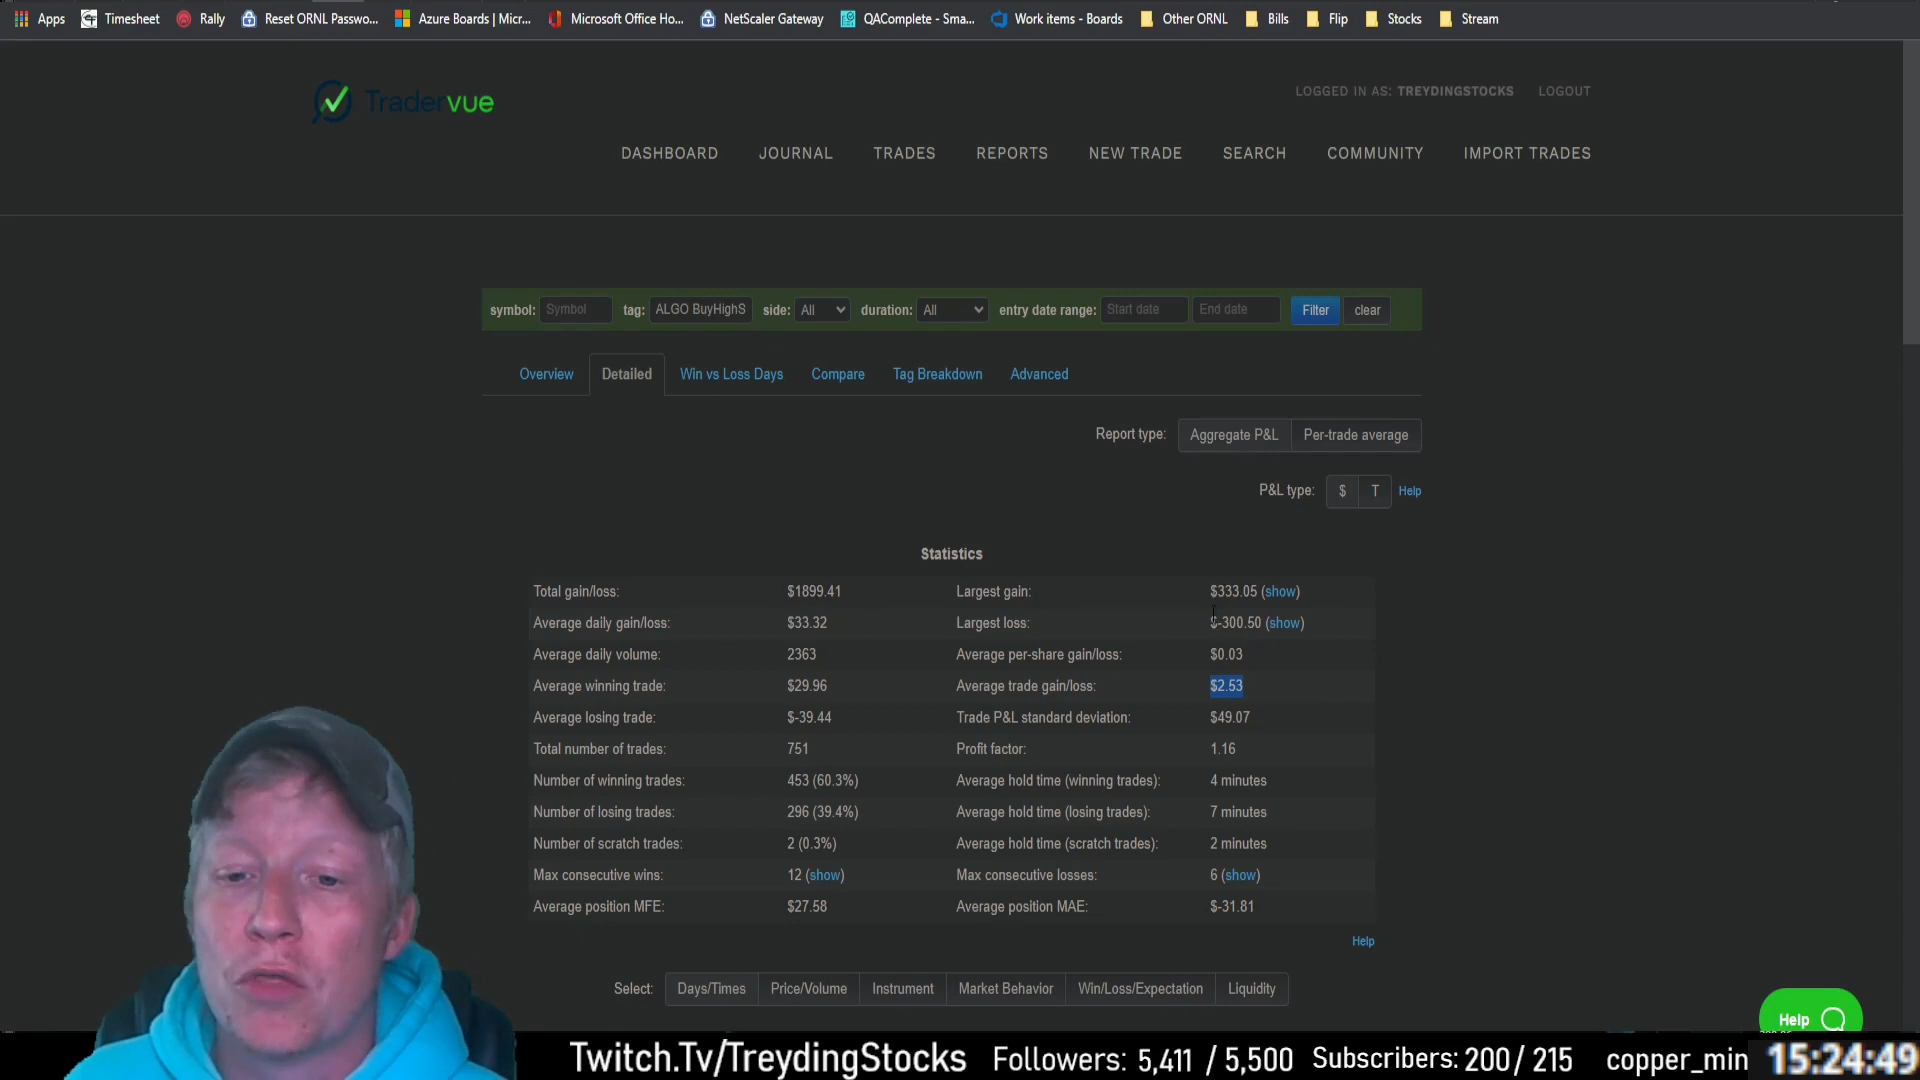 Apps Timesheet Rally Reset ORNL Passwo... Azure Boards | Micr... Microsoft Office Ho... NetScaler Gateway QAComplete - Sma... Work items - Boards Other ORNL Bills Flip Stocks Stream
Tradervue
LOGGED IN AS: TREYDINGSTOCKS LOGOUT
DASHBOARD JOURNAL TRADES REPORTS NEW TRADE SEARCH COMMUNITY IMPORT TRADES
symbol: Symbol tag: ALGO BuyHighS side: All duration: All entry date range: Start date End date Filter clear
Overview Detailed Win vs Loss Days Compare Tag Breakdown Advanced
Report type: Aggregate P&L Per-trade average
P&L type: $ T Help
Statistics
Total gain/loss: $1899.41 Largest gain: $333.05 (show)
Average daily gain/loss: $33.32 Largest loss: $-300.50 (show)
Average daily volume: 2363 Average per-share gain/loss: $0.03
Average winning trade: $29.96 Average trade gain/loss: $2.53
Average losing trade: $-39.44 Trade P&L standard deviation: $49.07
Total number of trades: 751 Profit factor: 1.16
Number of winning trades: 453 (60.3%) Average hold time (winning trades): 4 minutes
Number of losing trades: 296 (39.4%) Average hold time (losing trades): 7 minutes
Number of scratch trades: 2 (0.3%) Average hold time (scratch trades): 2 minutes
Max consecutive wins: 12 (show) Max consecutive losses: 6 (show)
Average position MFE: $27.58 Average position MAE: $-31.81
Help
Select: Days/Times Price/Volume Instrument Market Behavior Win/Loss/Expectation Liquidity
Help
Twitch.Tv/TreydingStocks Followers: 5,411 / 5,500 Subscribers: 200 / 215 copper_min 15:24:49